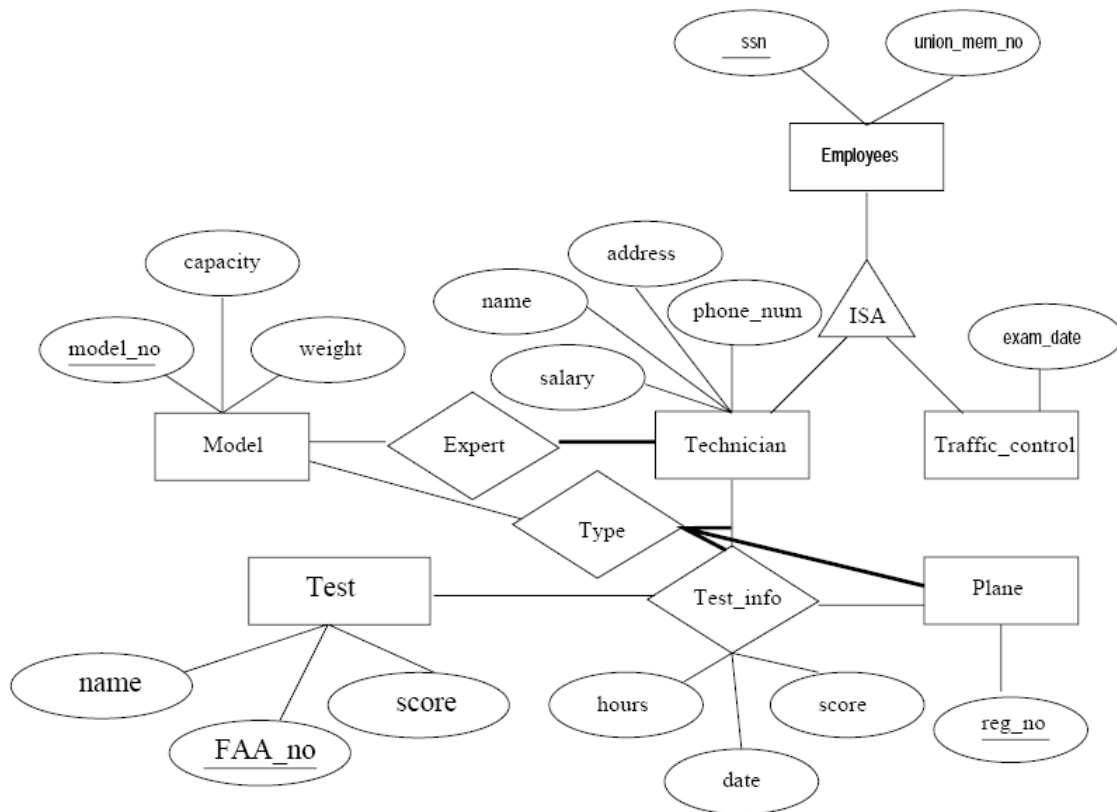 ssn
union_mem_no
Employees
capacity
address
name
phone_num
ISA
model_no
weight
exam_date
salary
Model
Expert
Technician
Traffic_control
Type
Test
Test_info
Plane
name
score
hours
score
FAA_no
reg_no
date